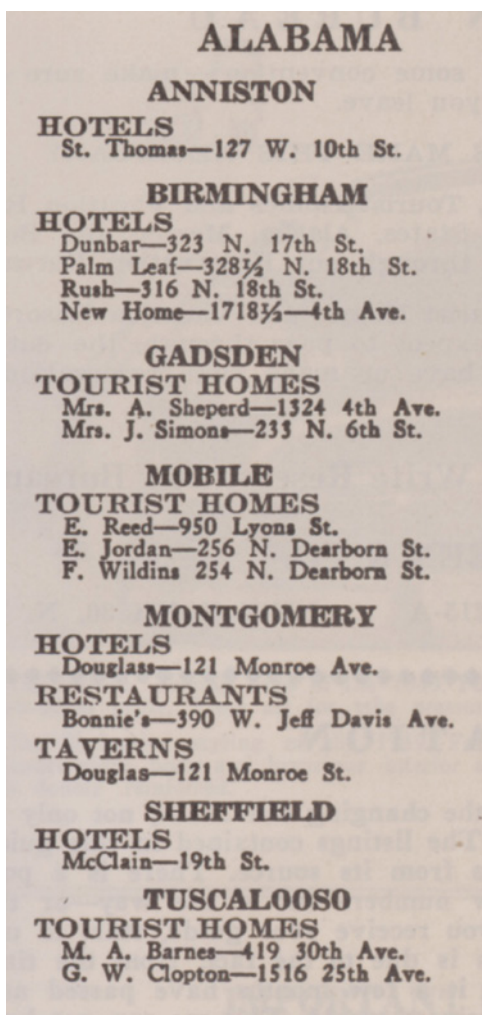 ALABAMA
ANNISTON
HOTELS
St. Thomas—127 W. 10th St.
BIRMINGHAM
HOTELS
Dunbar—323 N. 17th St.
Palm Leaf—328½ N. 18th St.
Rush—316 N. 18th St.
New Home—1718½—4th Ave.
GADSDEN
TOURIST HOMES
Mrs. A. Sheperd—1324 4th Ave.
Mrs. J. Simons—233 N. 6th St.
MOBILE
TOURIST HOMES
E. Reed—950 Lyons St.
E. Jordan—256 N. Dearborn St.
F. Wildins 254 N. Dearborn St.
MONTGOMERY
HOTELS
Douglass—121 Monroe Ave.
RESTAURANTS
Bonnie's—390 W. Jeff Davis Ave.
TAVERNS
Douglas—121 Monroe St.
SHEFFIELD
HOTELS
McClain—19th St.
TUSCALOOSO
TOURIST HOMES
M. A. Barnes—419 30th Ave.
G. W. Clopton—1516 25th Ave.